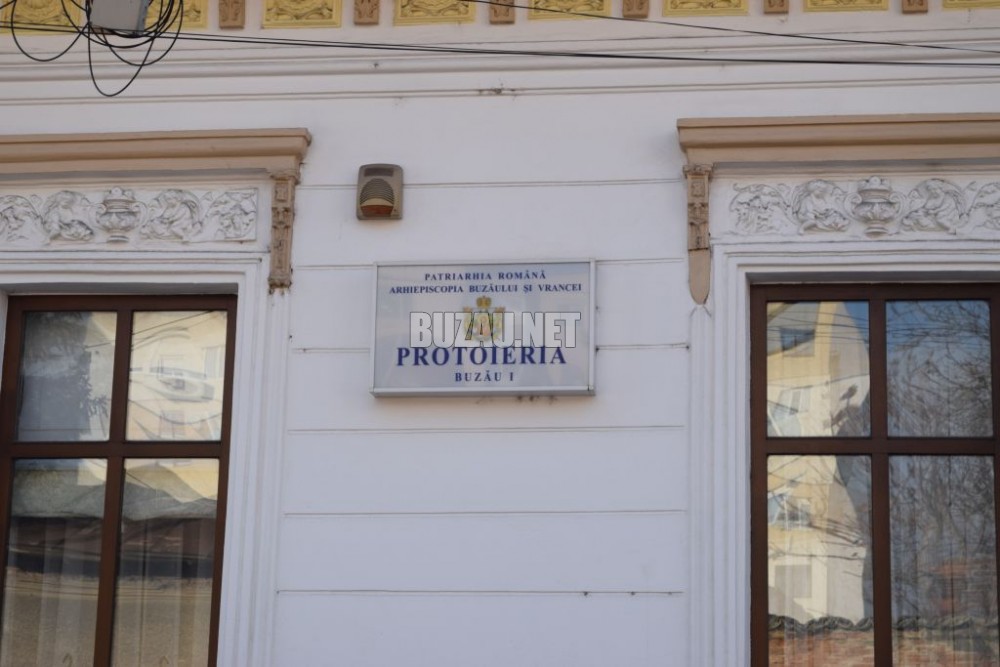 PATRIARHIA ROMÂNĂ
ARHIEPISCOPIA BUZĂULUI ŞI VRANCEI
BUZAU.NET
PROTOIERIA
BUZĂU I